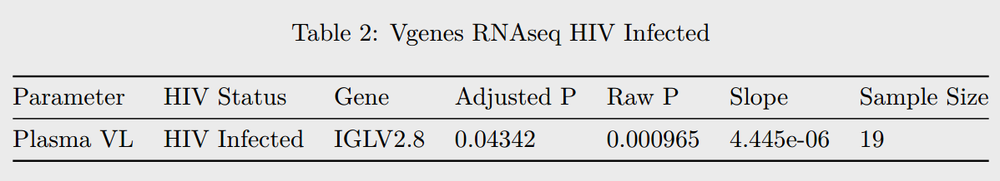 Table 2: Vgenes RNAseq HIV Infected
Parameter HIV Status Gene Adjusted P Raw P Slope Sample Size
Plasma VL HIV Infected IGLV2.8 0.04342 0.000965 4.445e-06 19